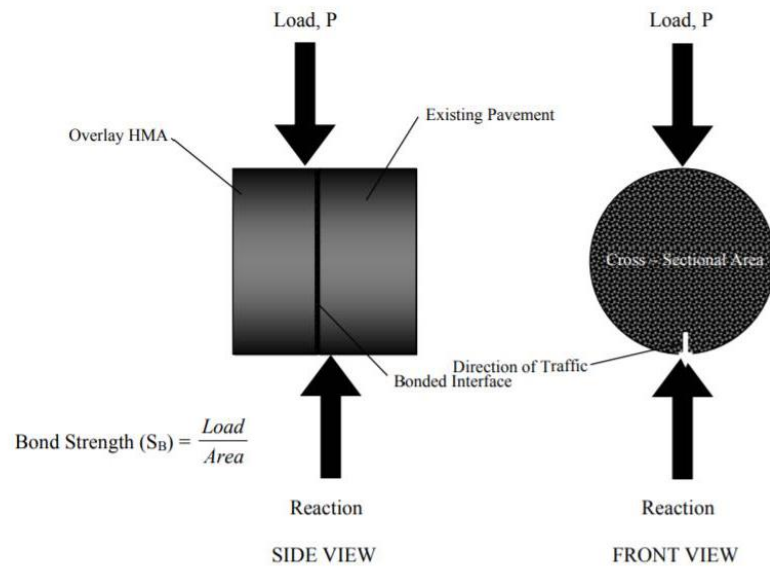 Load, P
Load, P
Overlay HMA
Existing Pavement
Cross – Sectional Area
Direction of Traffic
Bonded Interface
Bond Strength (S_B) = Load / Area
Reaction
Reaction
SIDE VIEW
FRONT VIEW